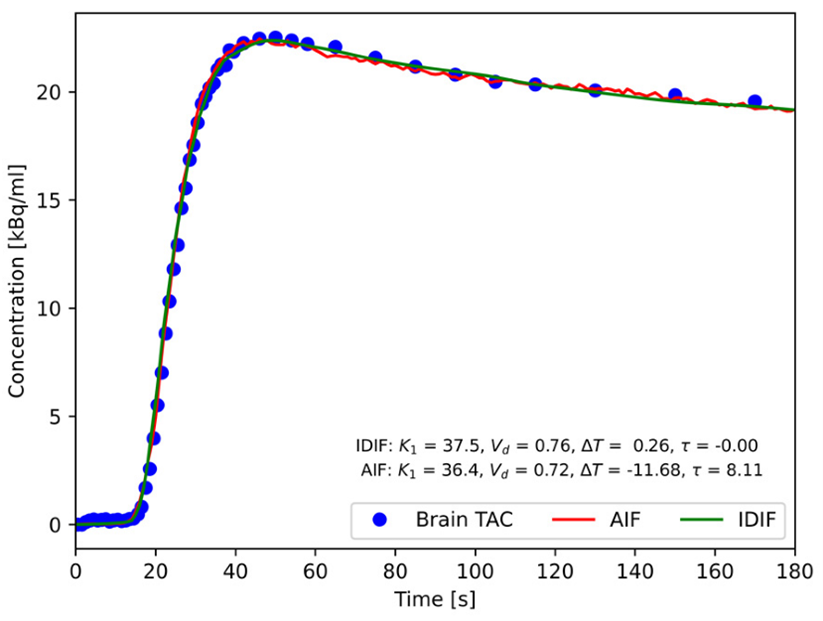 Concentration [kBq/ml]
20
15
10
5
0
IDIF: K₁ = 37.5, V_d = 0.76, ΔT = 0.26, τ = -0.00
AIF: K₁ = 36.4, V_d = 0.72, ΔT = -11.68, τ = 8.11
Brain TAC AIF IDIF
0 20 40 60 80 100 120 140 160 180
Time [s]